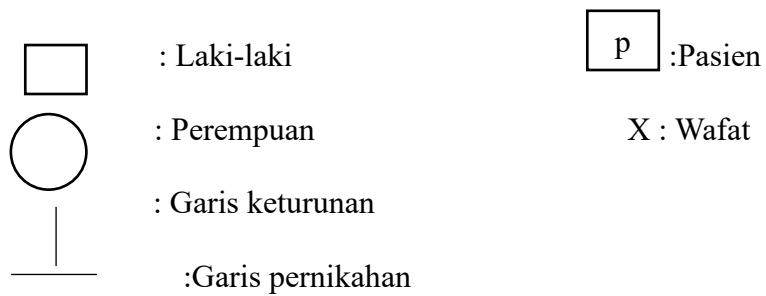 : Laki-laki
p :Pasien
: Perempuan
X : Wafat
: Garis keturunan
:Garis pernikahan